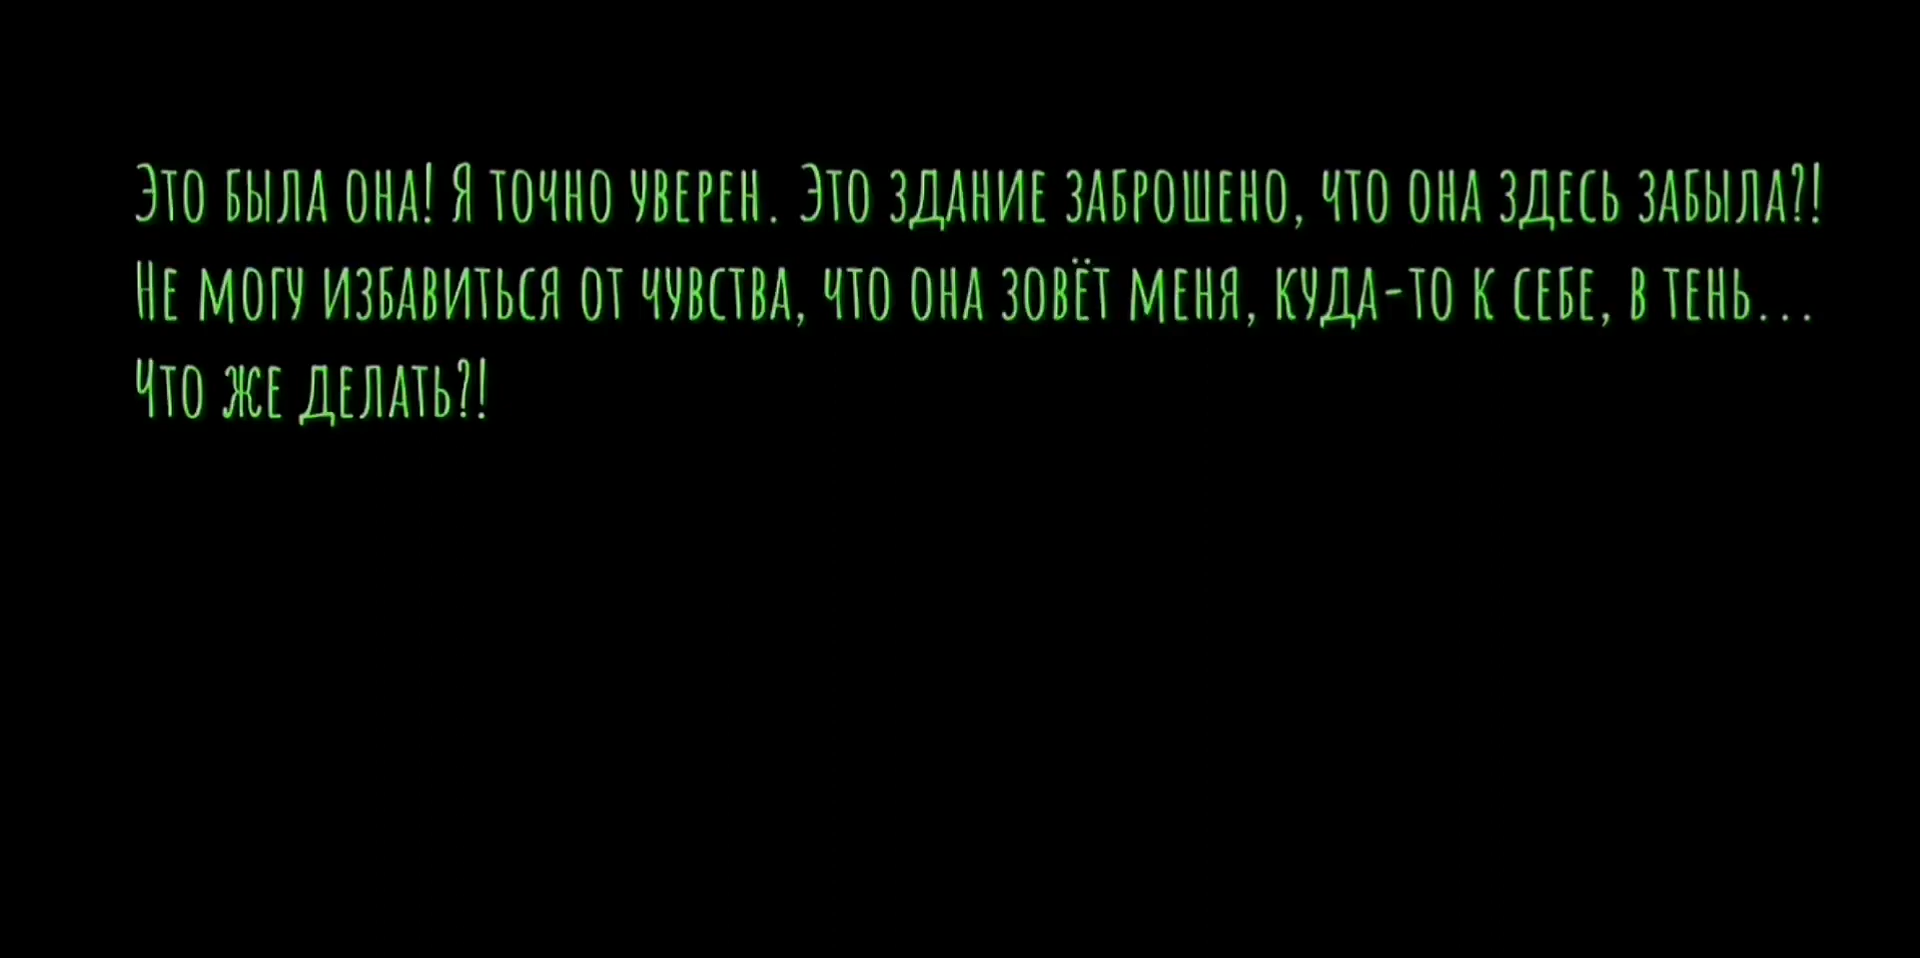 Это была она! Я точно уверен. Это здание заброшено, что она здесь забыла?!
Не могу избавиться от чувства, что она зовёт меня, куда-то к себе, в тень...
Что же делать?!